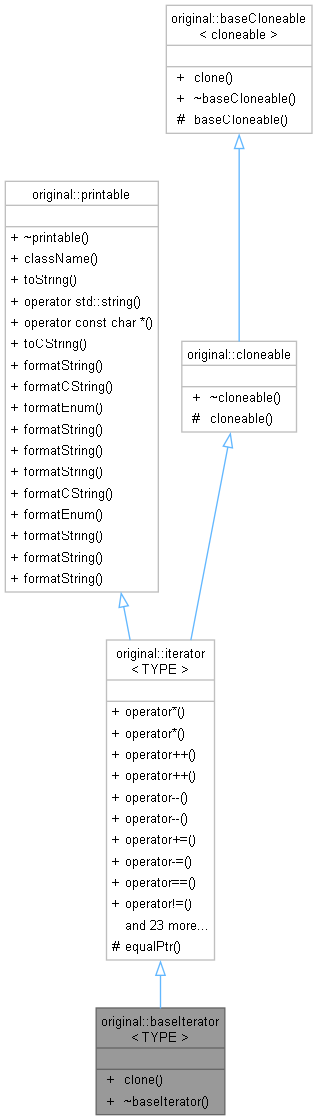 original::baseCloneable
< cloneable >
+ clone()
+ ~baseCloneable()
# baseCloneable()
original::printable
+ ~printable()
+ className()
+ toString()
+ operator std::string()
+ operator const char *()
+ toCString()
+ formatString()
+ formatCString()
+ formatEnum()
+ formatString()
+ formatString()
+ formatString()
+ formatCString()
+ formatEnum()
+ formatString()
+ formatString()
+ formatString()
original::cloneable
+ ~cloneable()
# cloneable()
original::iterator
< TYPE >
+ operator*()
+ operator*()
+ operator++()
+ operator++()
+ operator--()
+ operator--()
+ operator+=()
+ operator-=()
+ operator==()
+ operator!=()
and 23 more...
# equalPtr()
original::baseIterator
< TYPE >
+ clone()
+ ~baseIterator()